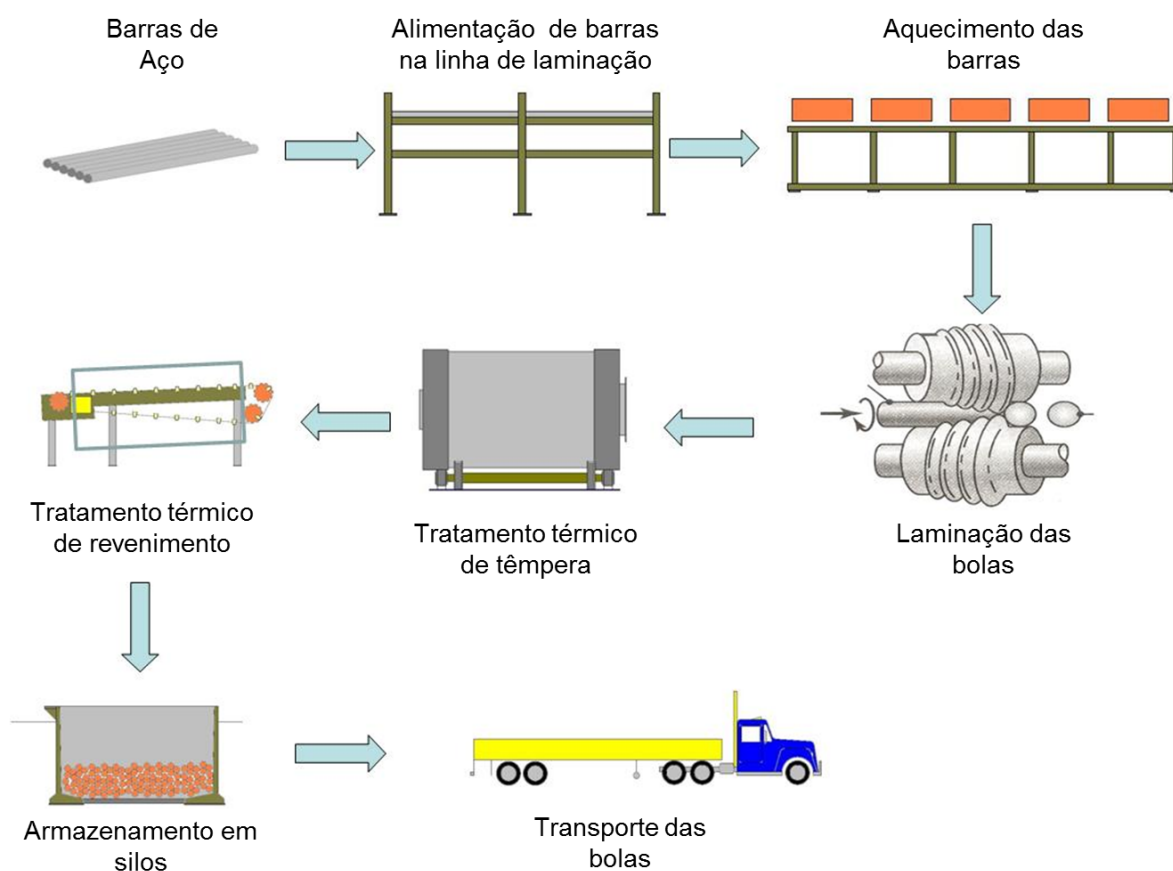 Barras de
Aço
Alimentação de barras
na linha de laminação
Aquecimento das
barras
Laminação das
bolas
Tratamento térmico
de têmpera
Tratamento térmico
de revenimento
Armazenamento em
silos
Transporte das
bolas